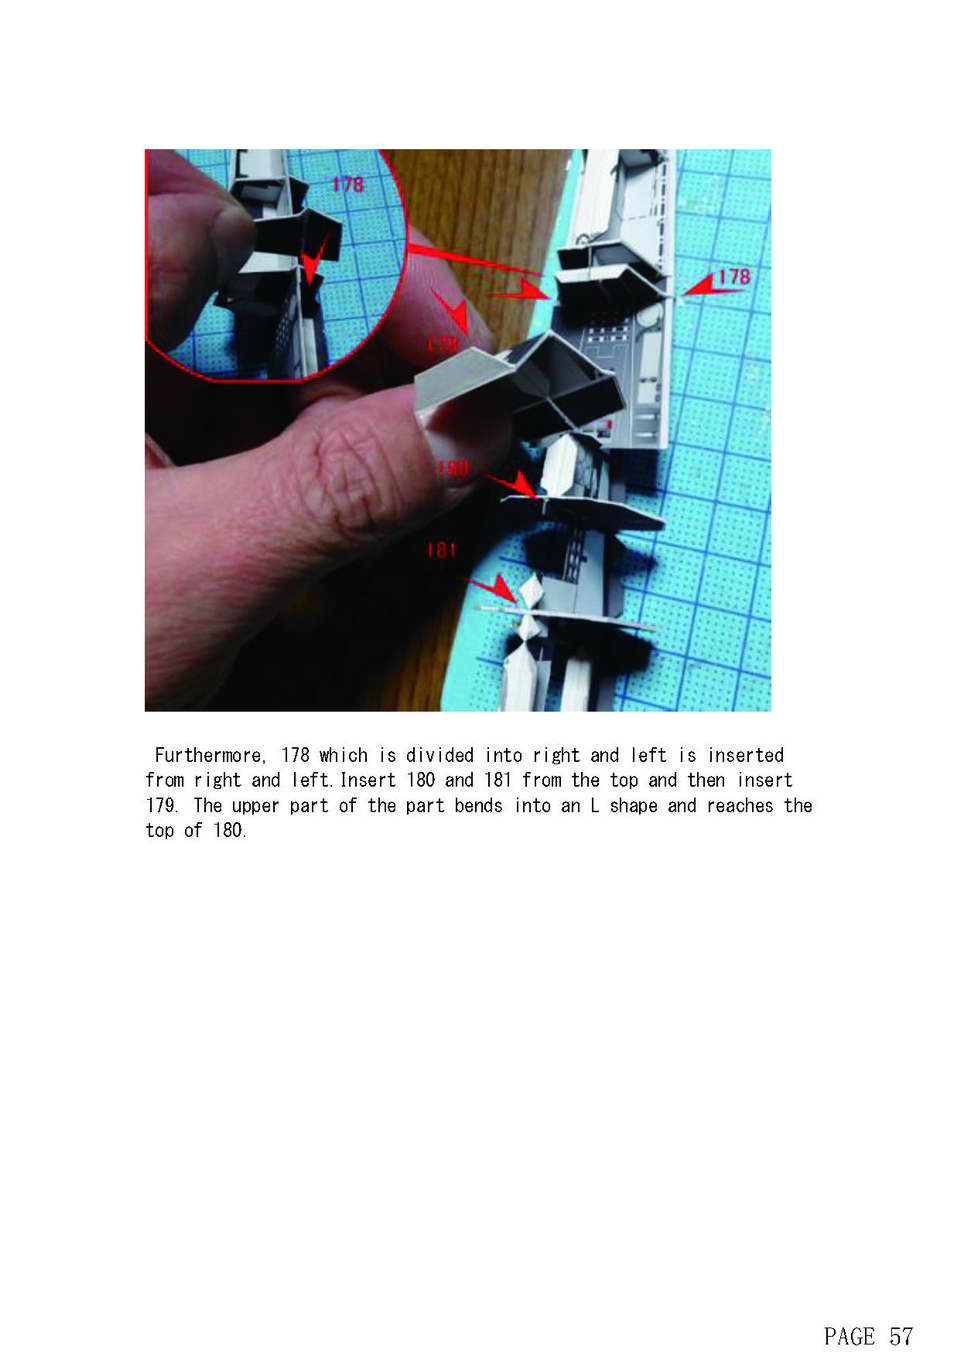 178
178
179
180
181
Furthermore, 178 which is divided into right and left is inserted
from right and left.Insert 180 and 181 from the top and then insert
179. The upper part of the part bends into an L shape and reaches the
top of 180.
PAGE 57